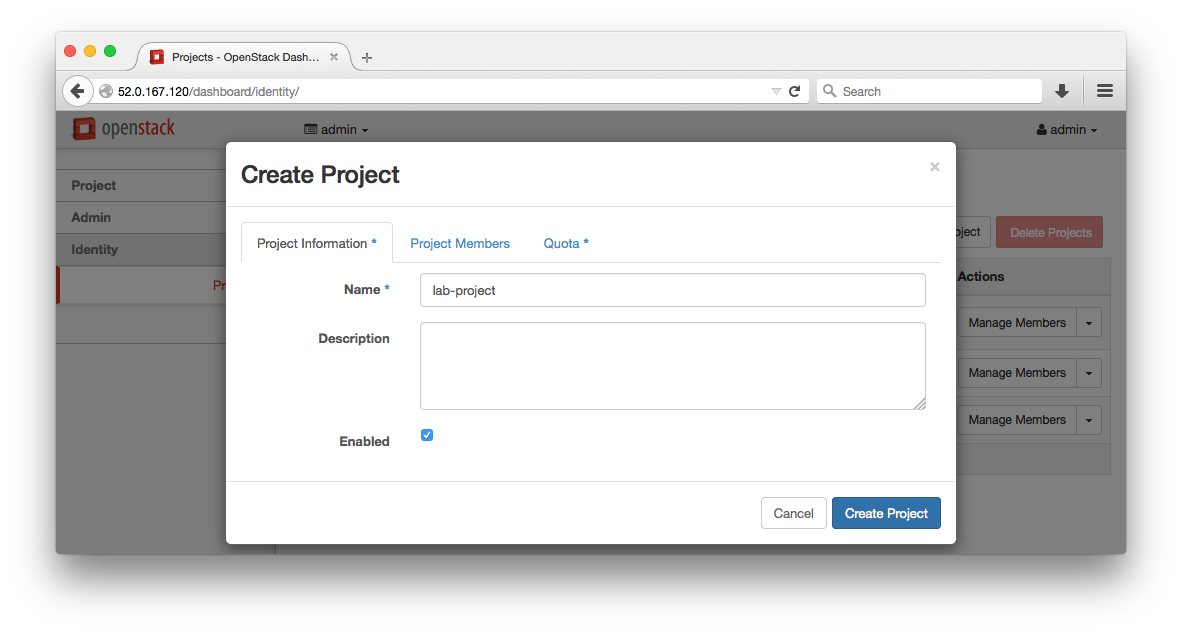 Projects - OpenStack Dash...
52.0.167.120/dashboard/identity/
Search
openstack
admin
admin
Create Project
Project
Admin
Identity
Project Information *
Project Members
Quota *
Delete Projects
Name *
lab-project
Actions
Description
Manage Members
Manage Members
Manage Members
Enabled
Cancel
Create Project